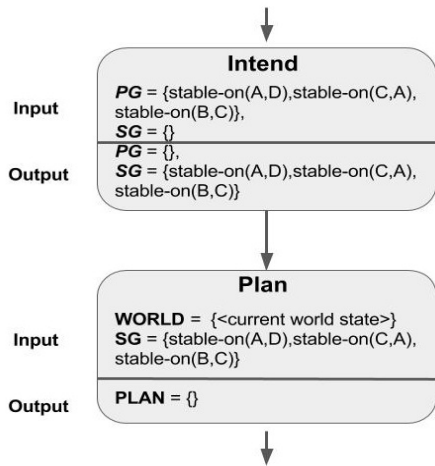 Intend
Input
PG = {stable-on(A,D),stable-on(C,A),
stable-on(B,C)},
SG = {}
Output
PG = {},
SG = {stable-on(A,D),stable-on(C,A),
stable-on(B,C)}
Plan
Input
WORLD = {<current world state>}
SG = {stable-on(A,D),stable-on(C,A),
stable-on(B,C)}
Output
PLAN = {}